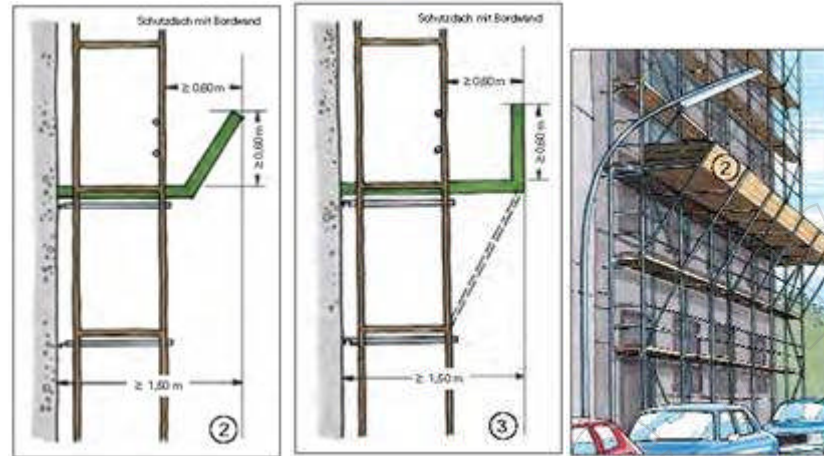 Schutzdach mit Bordwand
≥ 0,60 m
≥ 0,60 m
≥ 1,50 m
2
Schutzdach mit Bordwand
≥ 0,60 m
≥ 0,60 m
≥ 1,50 m
3
2